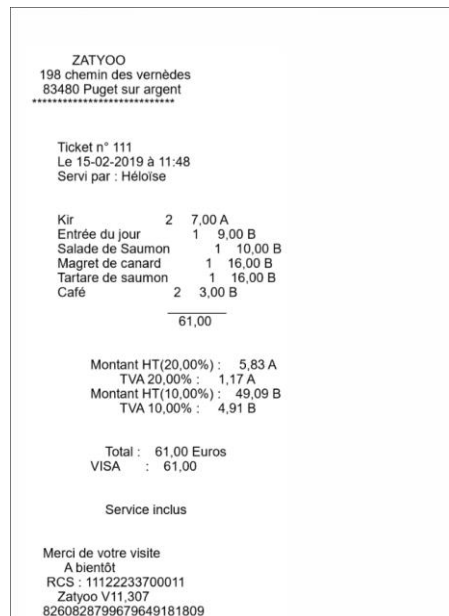 ZATYOO
198 chemin des vernèdes
83480 Puget sur argent
****************************
Ticket n° 111
Le 15-02-2019 à 11:48
Servi par : Héloïse
Kir 2 7,00 A
Entrée du jour 1 9,00 B
Salade de Saumon 1 10,00 B
Magret de canard 1 16,00 B
Tartare de saumon 1 16,00 B
Café 2 3,00 B
61,00
Montant HT(20,00%) : 5,83 A
TVA 20,00% : 1,17 A
Montant HT(10,00%) : 49,09 B
TVA 10,00% : 4,91 B
Total : 61,00 Euros
VISA : 61,00
Service inclus
Merci de votre visite
A bientôt
RCS : 11122233700011
Zatyoo V11,307
8260828799679649181809